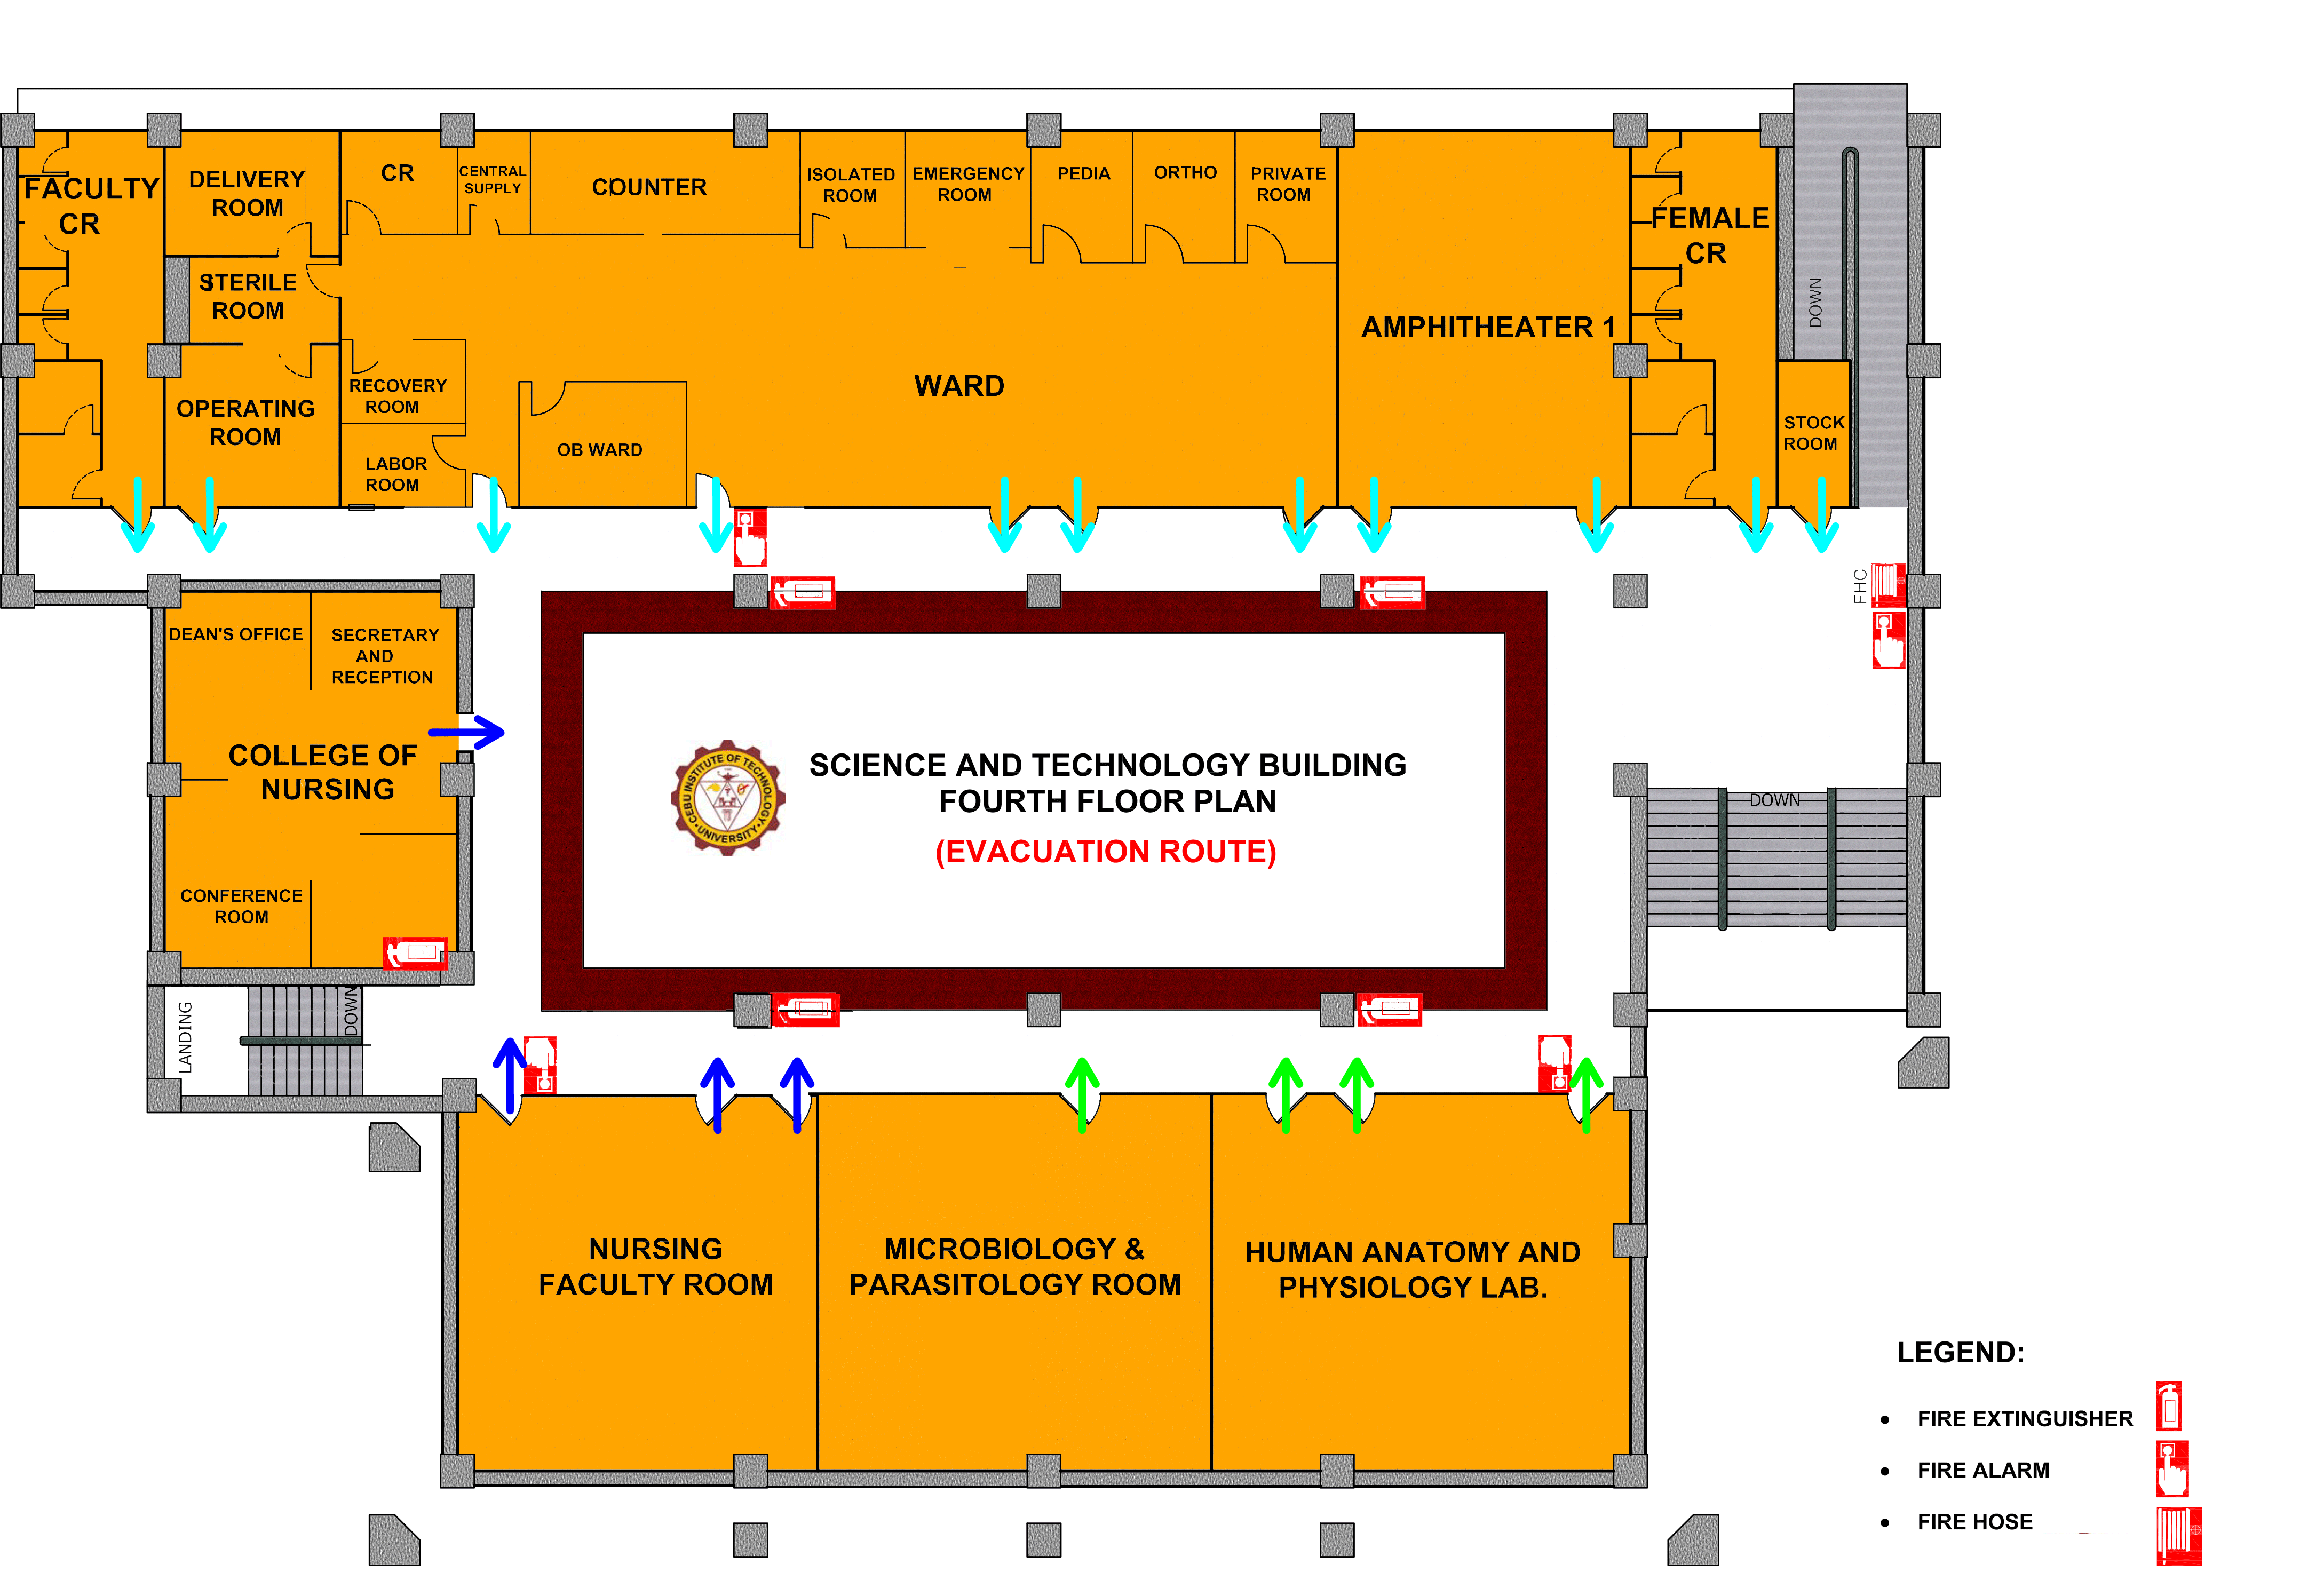 FACULTY
CR
DELIVERY
ROOM
CR
CENTRAL
SUPPLY
COUNTER
ISOLATED
ROOM
EMERGENCY
ROOM
PEDIA
ORTHO
PRIVATE
ROOM
FEMALE
CR
DOWN
STERILE
ROOM
AMPHITHEATER 1
WARD
RECOVERY
ROOM
OPERATING
ROOM
OB WARD
LABOR
ROOM
STOCK
ROOM
FHC
DEAN'S OFFICE
SECRETARY
AND
RECEPTION
COLLEGE OF
NURSING
CONFERENCE
ROOM
CEBU INSTITUTE OF TECHNOLOGY
UNIVERSITY
SCIENCE AND TECHNOLOGY BUILDING
FOURTH FLOOR PLAN
(EVACUATION ROUTE)
DOWN
LANDING
DOWN
NURSING
FACULTY ROOM
MICROBIOLOGY &
PARASITOLOGY ROOM
HUMAN ANATOMY AND
PHYSIOLOGY LAB.
LEGEND:
• FIRE EXTINGUISHER
• FIRE ALARM
• FIRE HOSE